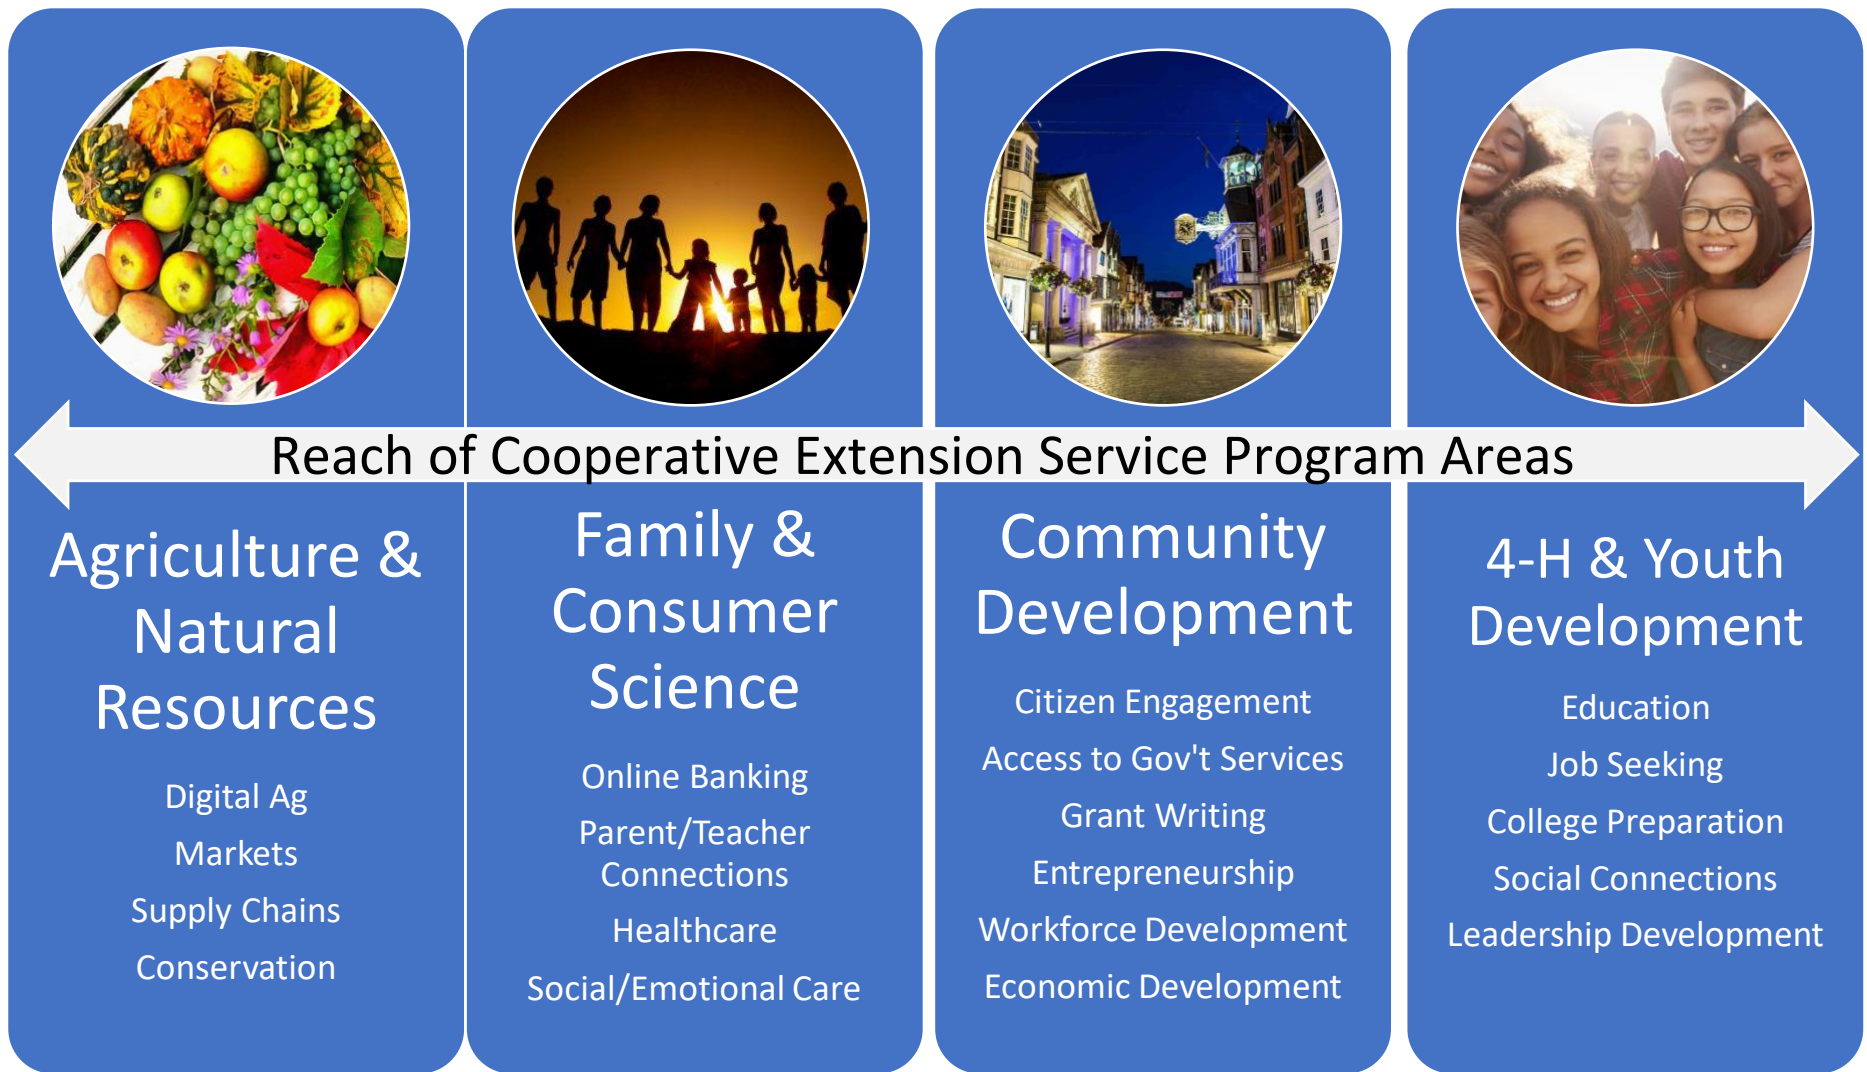 Reach of Cooperative Extension Service Program Areas
Agriculture &
Natural
Resources
Digital Ag
Markets
Supply Chains
Conservation
Family &
Consumer
Science
Online Banking
Parent/Teacher
Connections
Healthcare
Social/Emotional Care
Community
Development
Citizen Engagement
Access to Gov't Services
Grant Writing
Entrepreneurship
Workforce Development
Economic Development
4-H & Youth
Development
Education
Job Seeking
College Preparation
Social Connections
Leadership Development